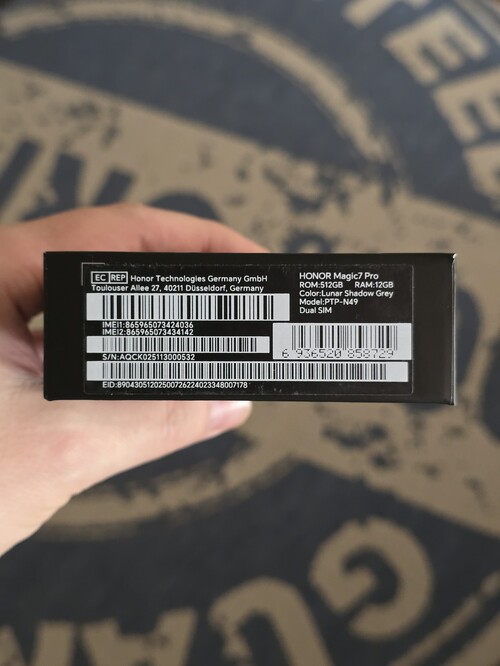 EC REP Honor Technologies Germany GmbH
Toulouser Allee 27, 40211 Düsseldorf, Germany
IMEI1:865965073424036
IMEI2:865965073434142
S/N:AQCK025113000532
EID:89043051202500726224023348007178
HONOR Magic7 Pro
ROM:512GB RAM:12GB
Color:Lunar Shadow Grey
Model:PTP-N49
Dual SIM
6 936520 858729